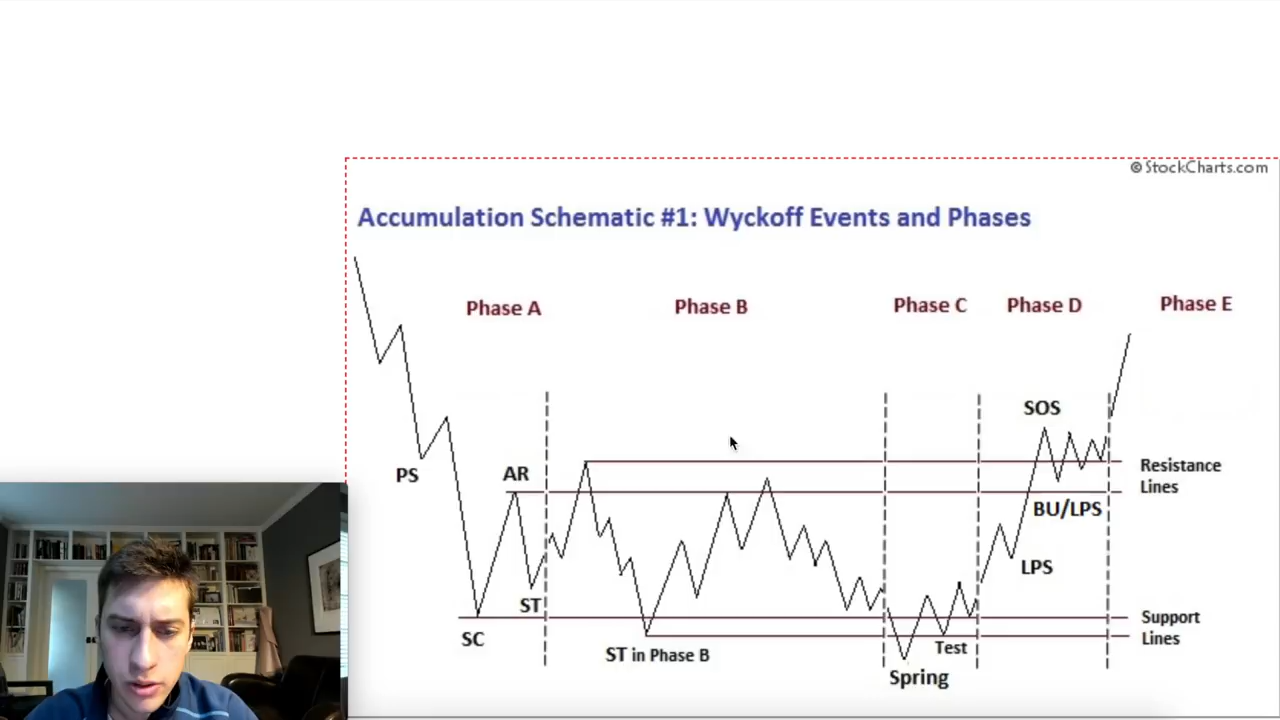 ©StockCharts.com
Accumulation Schematic #1: Wyckoff Events and Phases
Phase A Phase B Phase C Phase D Phase E
SOS
PS
AR
Resistance
Lines
BU/LPS
LPS
ST
SC
Support
Lines
ST in Phase B
Test
Spring